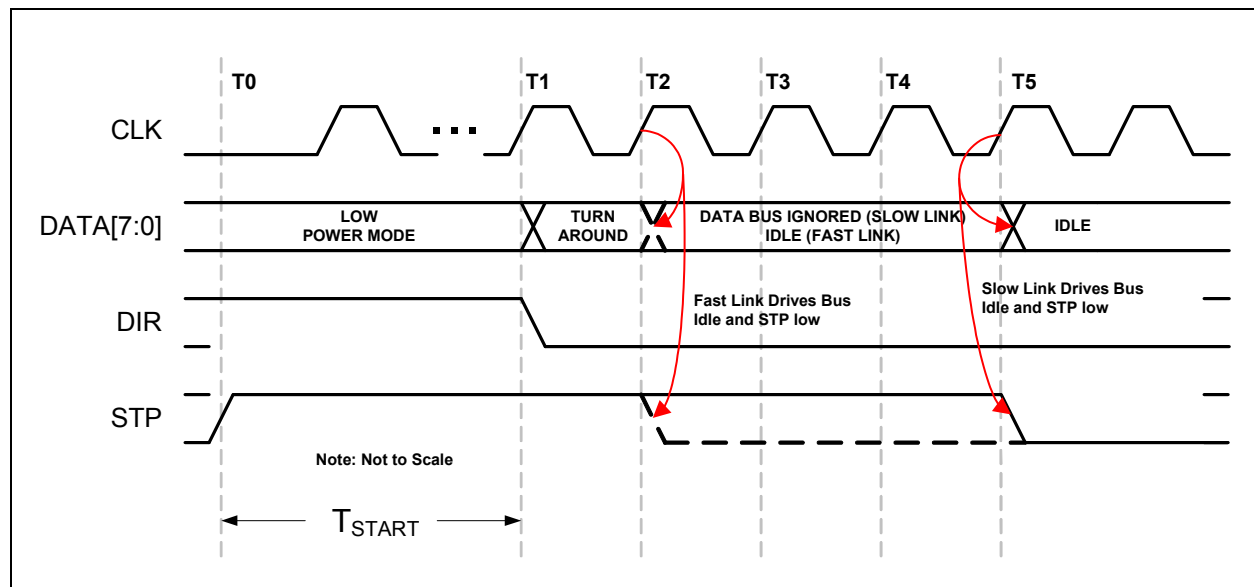 T0
T1
T2
T3
T4
T5
CLK
DATA[7:0]
LOW
POWER MODE
TURN
AROUND
DATA BUS IGNORED (SLOW LINK)
IDLE (FAST LINK)
IDLE
DIR
Fast Link Drives Bus
Idle and STP low
Slow Link Drives Bus
Idle and STP low
STP
Note: Not to Scale
TSTART